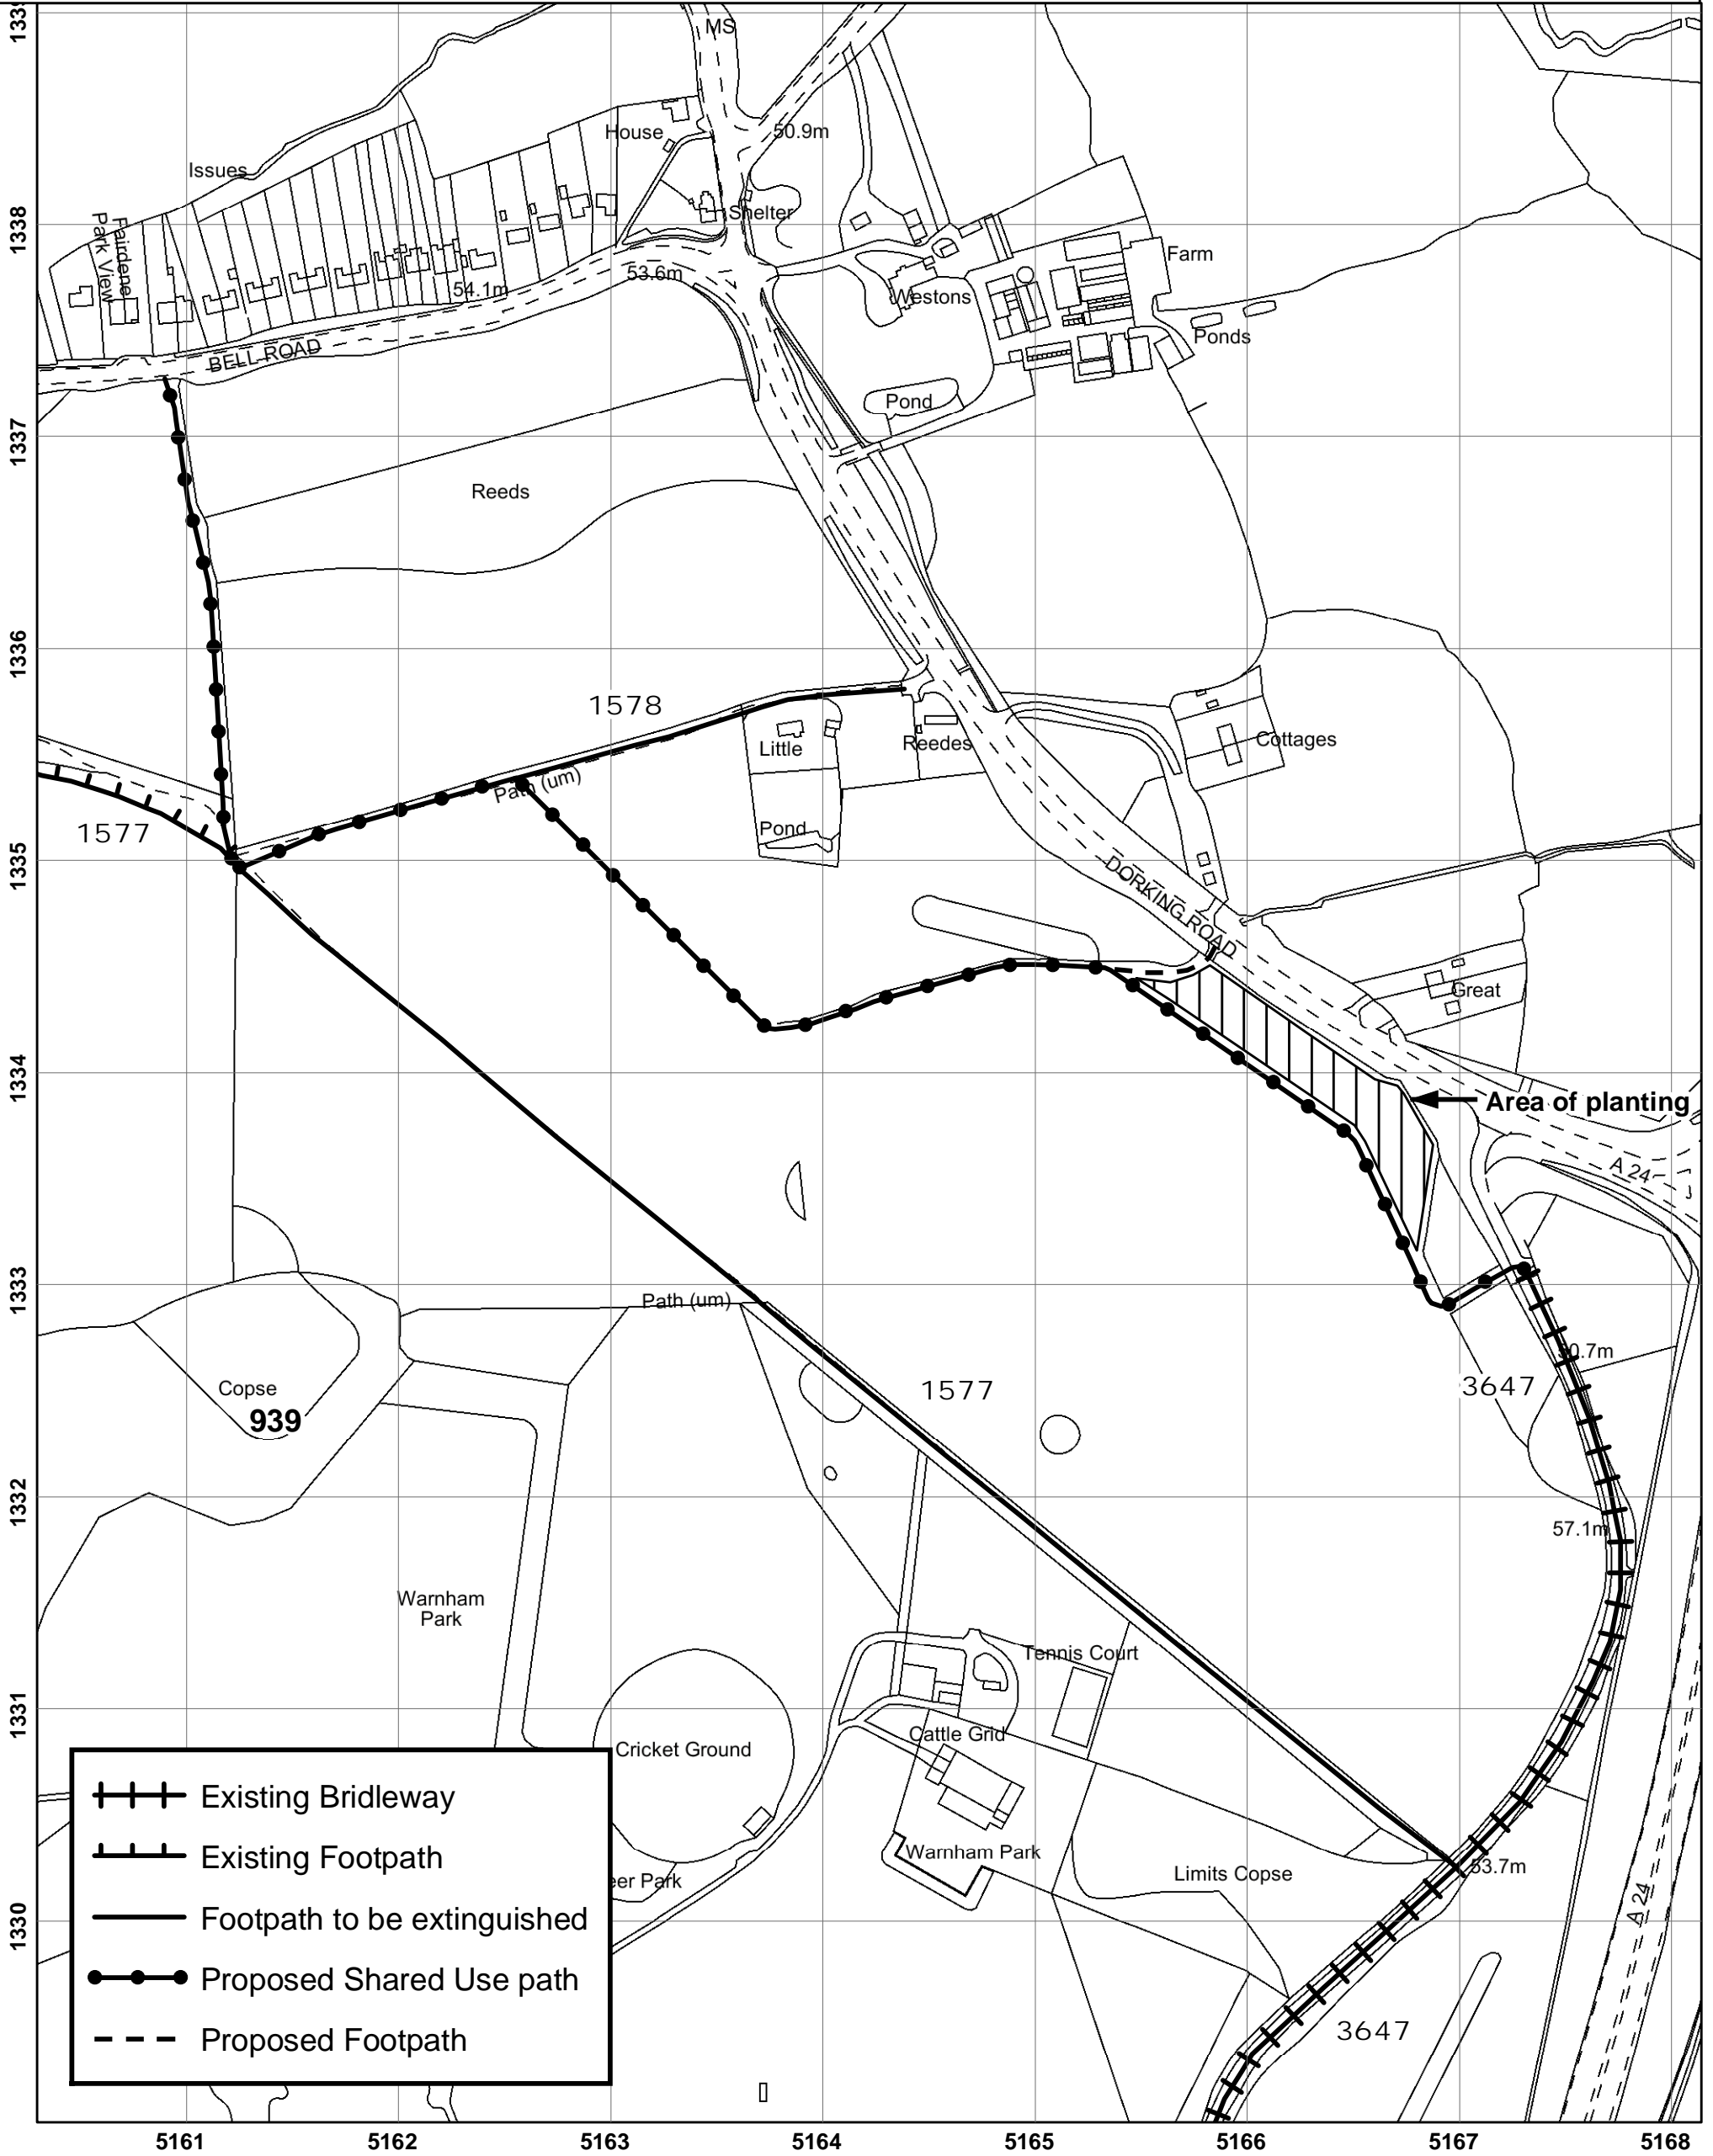 MS
House
50.9m
Issues
Shelter
Fairdene
Park View
Farm
53.6m
54.1m
Westons
Ponds
BELL ROAD
Pond
Reeds
1578
Little
Reedes
Cottages
Path (um)
1577
Pond
DORKING ROAD
Great
Area of planting
A 24
Path (um)
50.7m
1577
3647
Copse
939
57.1m
Warnham
Park
Tennis Court
Cattle Grid
Cricket Ground
Warnham Park
53.7m
Limits Copse
eer Park
A 24
3647
Existing Bridleway
Existing Footpath
Footpath to be extinguished
Proposed Shared Use path
Proposed Footpath
1338
1337
1336
1335
1334
1333
1332
1331
1330
5161
5162
5163
5164
5165
5166
5167
5168